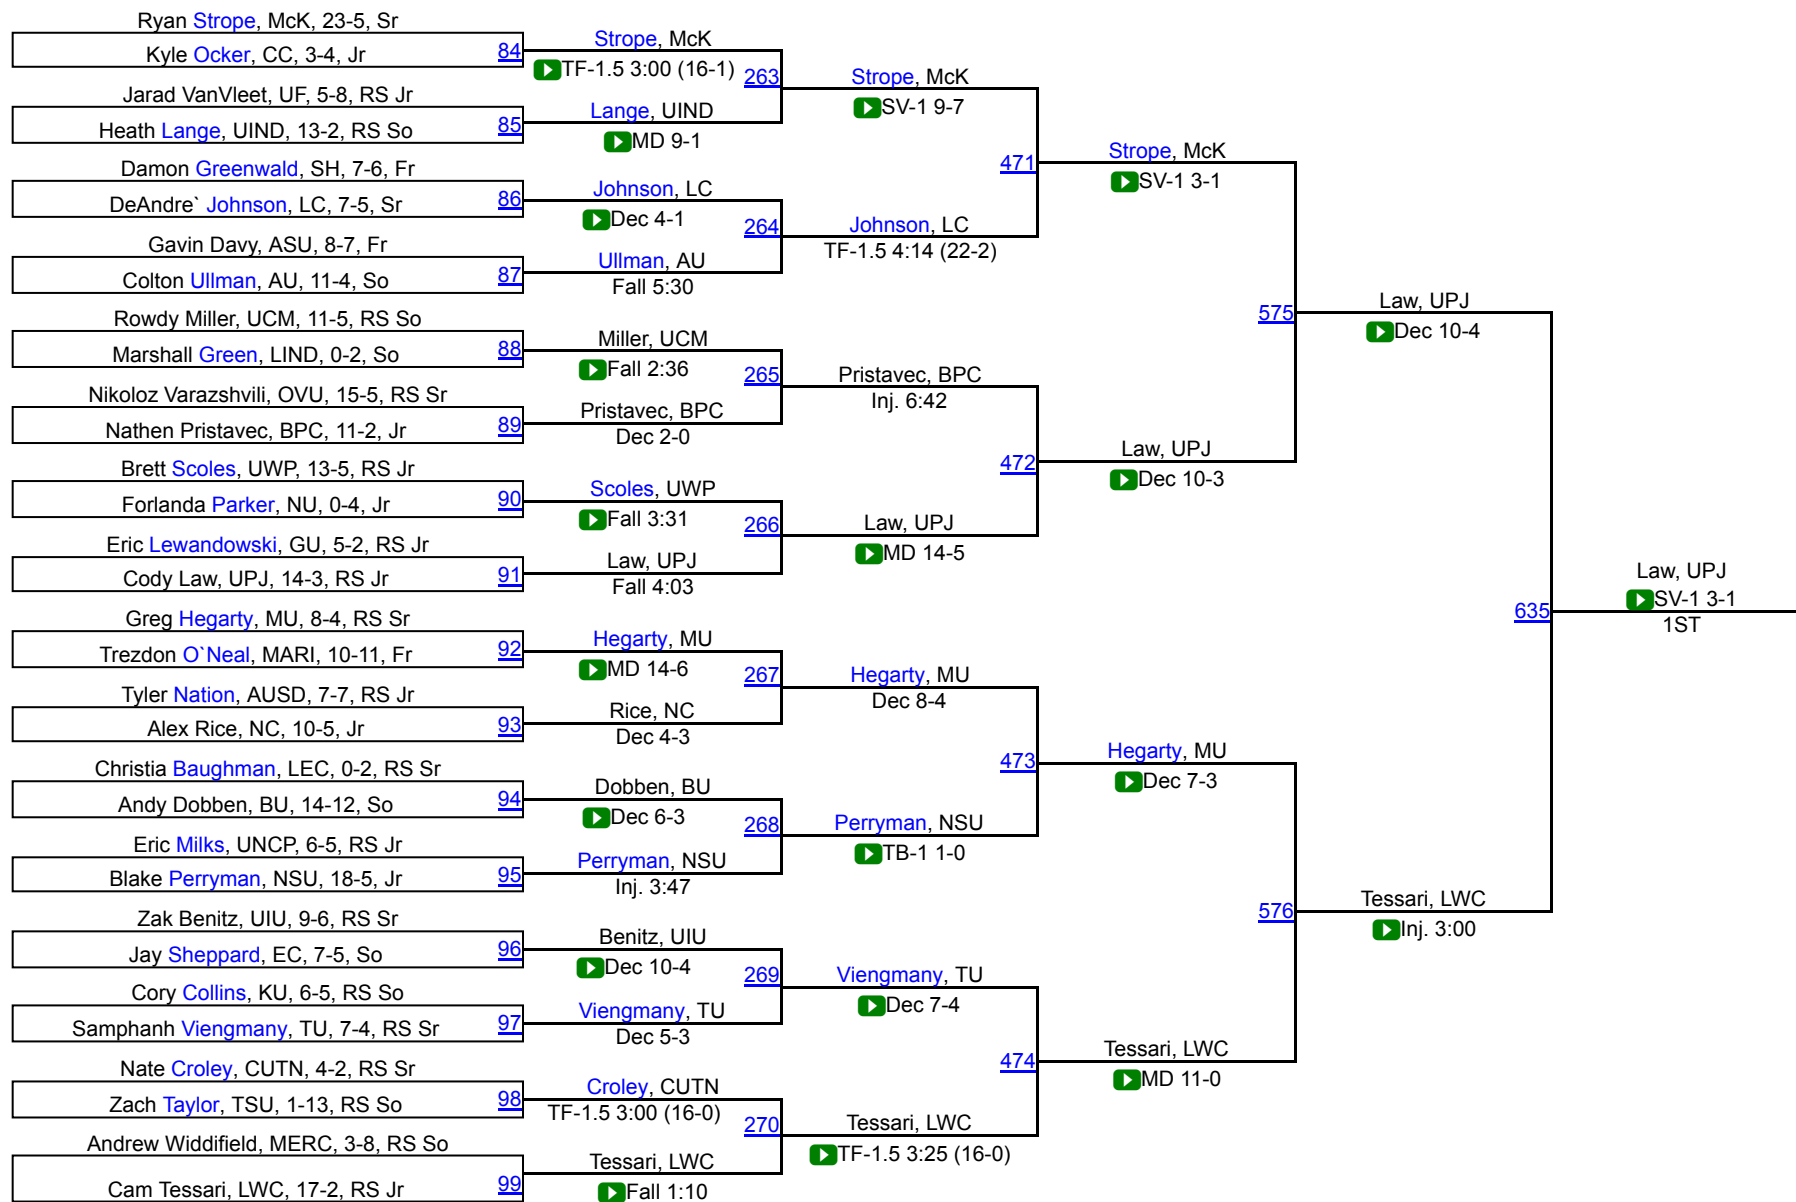 Ryan Strope, McK, 23-5, Sr
Kyle Ocker, CC, 3-4, Jr
84
Jarad VanVleet, UF, 5-8, RS Jr
Heath Lange, UIND, 13-2, RS So
85
Damon Greenwald, SH, 7-6, Fr
DeAndre` Johnson, LC, 7-5, Sr
86
Gavin Davy, ASU, 8-7, Fr
Colton Ullman, AU, 11-4, So
87
Rowdy Miller, UCM, 11-5, RS So
Marshall Green, LIND, 0-2, So
88
Nikoloz Varazshvili, OVU, 15-5, RS Sr
Nathen Pristavec, BPC, 11-2, Jr
89
Brett Scoles, UWP, 13-5, RS Jr
Forlanda Parker, NU, 0-4, Jr
90
Eric Lewandowski, GU, 5-2, RS Jr
Cody Law, UPJ, 14-3, RS Jr
91
Greg Hegarty, MU, 8-4, RS Sr
Trezdon O`Neal, MARI, 10-11, Fr
92
Tyler Nation, AUSD, 7-7, RS Jr
Alex Rice, NC, 10-5, Jr
93
Christia Baughman, LEC, 0-2, RS Sr
Andy Dobben, BU, 14-12, So
94
Eric Milks, UNCP, 6-5, RS Jr
Blake Perryman, NSU, 18-5, Jr
95
Zak Benitz, UIU, 9-6, RS Sr
Jay Sheppard, EC, 7-5, So
96
Cory Collins, KU, 6-5, RS So
Samphanh Viengmany, TU, 7-4, RS Sr
97
Nate Croley, CUTN, 4-2, RS Sr
Zach Taylor, TSU, 1-13, RS So
98
Andrew Widdifield, MERC, 3-8, RS So
Cam Tessari, LWC, 17-2, RS Jr
99
Strope, McK
TF-1.5 3:00 (16-1)
263
Lange, UIND
MD 9-1
Johnson, LC
Dec 4-1
264
Ullman, AU
Fall 5:30
Miller, UCM
Fall 2:36
265
Pristavec, BPC
Dec 2-0
Scoles, UWP
Fall 3:31
266
Law, UPJ
Fall 4:03
Hegarty, MU
MD 14-6
267
Rice, NC
Dec 4-3
Dobben, BU
Dec 6-3
268
Perryman, NSU
Inj. 3:47
Benitz, UIU
Dec 10-4
269
Viengmany, TU
Dec 5-3
Croley, CUTN
TF-1.5 3:00 (16-0)
270
Tessari, LWC
Fall 1:10
Strope, McK
SV-1 9-7
471
Johnson, LC
TF-1.5 4:14 (22-2)
Pristavec, BPC
Inj. 6:42
472
Law, UPJ
MD 14-5
Hegarty, MU
Dec 8-4
473
Perryman, NSU
TB-1 1-0
Viengmany, TU
Dec 7-4
474
Tessari, LWC
TF-1.5 3:25 (16-0)
Strope, McK
SV-1 3-1
575
Law, UPJ
Dec 10-3
Hegarty, MU
Dec 7-3
576
Tessari, LWC
MD 11-0
Law, UPJ
Dec 10-4
635
Tessari, LWC
Inj. 3:00
Law, UPJ
SV-1 3-1
1ST